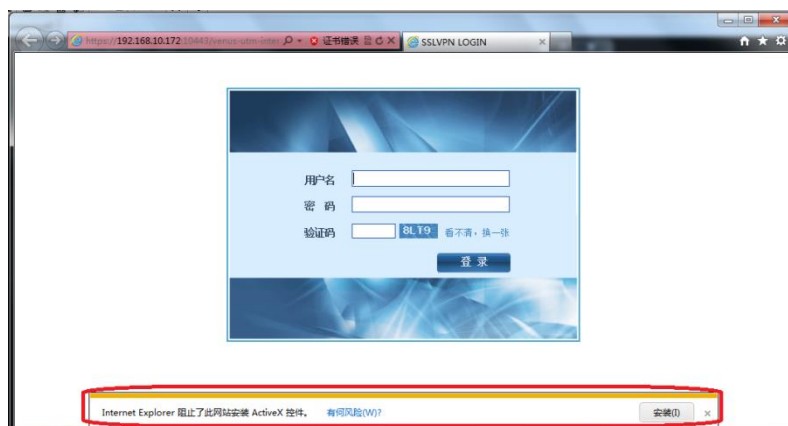 https://192.168.10.172:10443/venus-utm-inter 证书错误 SSLVPN LOGIN
用户名
密 码
验证码 8LT9 看不清，换一张
登 录
Internet Explorer 阻止了此网站安装 ActiveX 控件。 有何风险(W)? 安装(I)